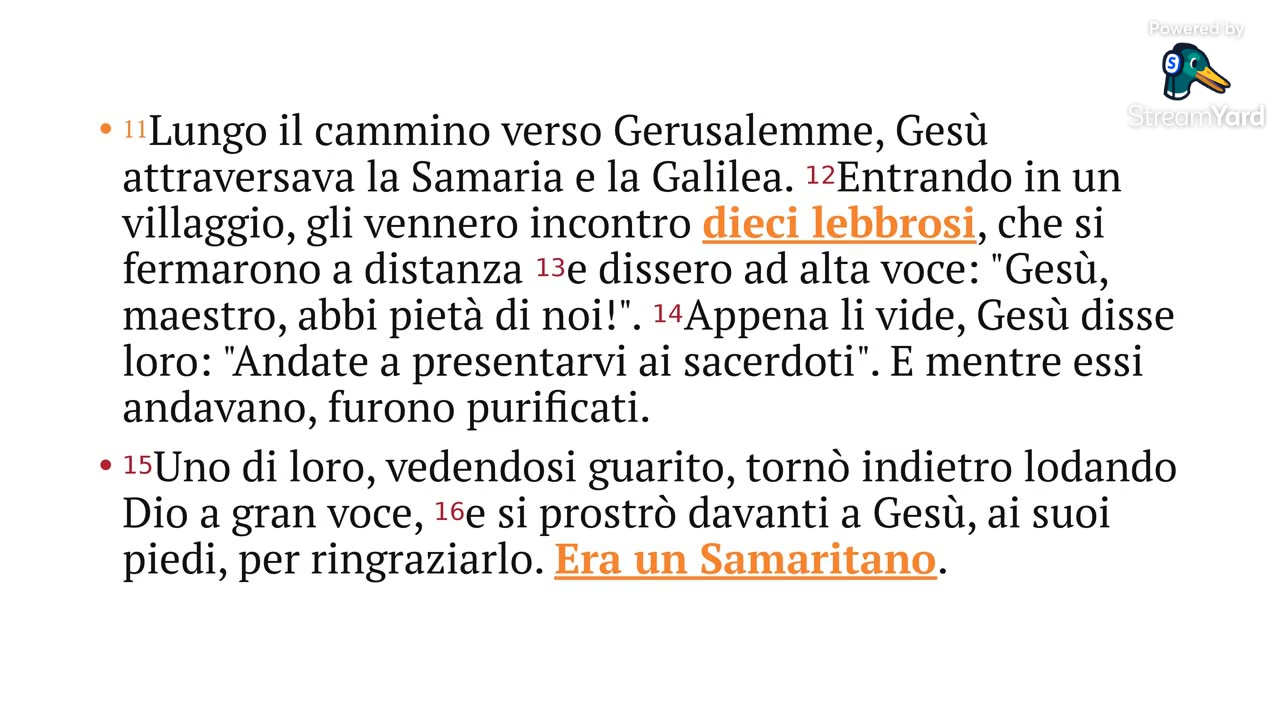 Powered by
S
StreamYard
• 11Lungo il cammino verso Gerusalemme, Gesù
attraversava la Samaria e la Galilea. 12Entrando in un
villaggio, gli vennero incontro dieci lebbrosi, che si
fermarono a distanza 13e dissero ad alta voce: "Gesù,
maestro, abbi pietà di noi!". 14Appena li vide, Gesù disse
loro: "Andate a presentarvi ai sacerdoti". E mentre essi
andavano, furono purificati.
• 15Uno di loro, vedendosi guarito, tornò indietro lodando
Dio a gran voce, 16e si prostrò davanti a Gesù, ai suoi
piedi, per ringraziarlo. Era un Samaritano.